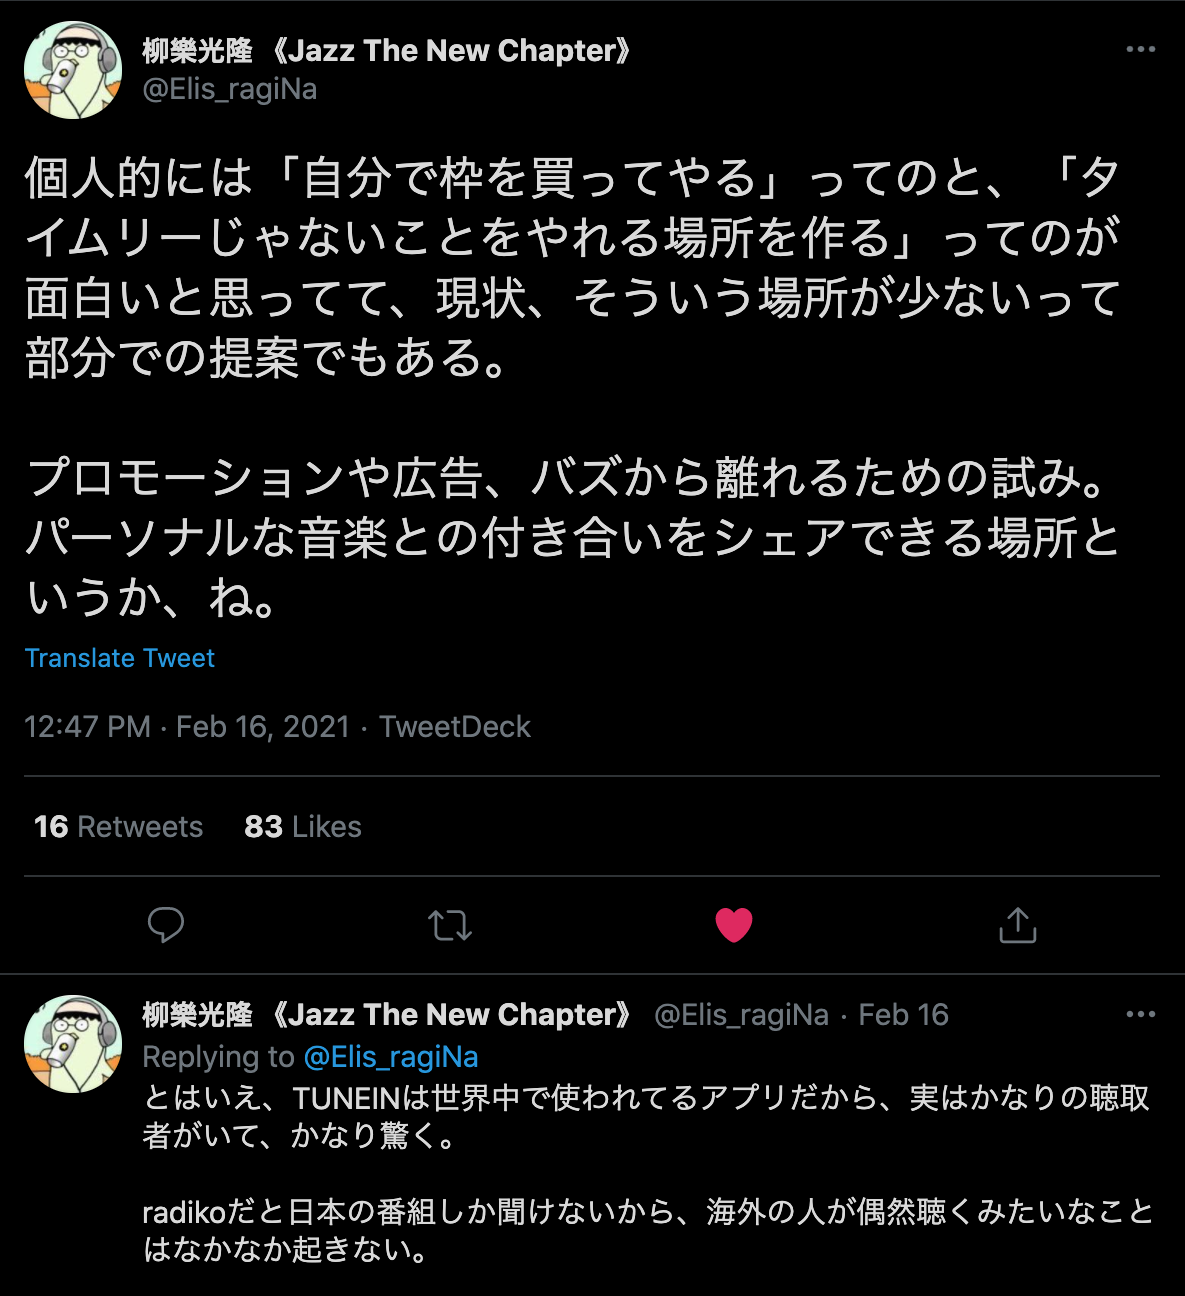 柳樂光隆 《Jazz The New Chapter》
@Elis_ragiNa
個人的には「自分で枠を買ってやる」ってのと、「タ
イムリーじゃないことをやれる場所を作る」ってのが
面白いと思ってて、現状、そういう場所が少ないって
部分での提案でもある。
プロモーションや広告、バズから離れるための試み。
パーソナルな音楽との付き合いをシェアできる場所と
いうか、ね。
Translate Tweet
12:47 PM · Feb 16, 2021 · TweetDeck
16 Retweets 83 Likes
柳樂光隆 《Jazz The New Chapter》 @Elis_ragiNa · Feb 16
Replying to @Elis_ragiNa
とはいえ、TUNEINは世界中で使われてるアプリだから、実はかなりの聴取
者がいて、かなり驚く。
radikoだと日本の番組しか聞けないから、海外の人が偶然聴くみたいなこと
はなかなか起きない。